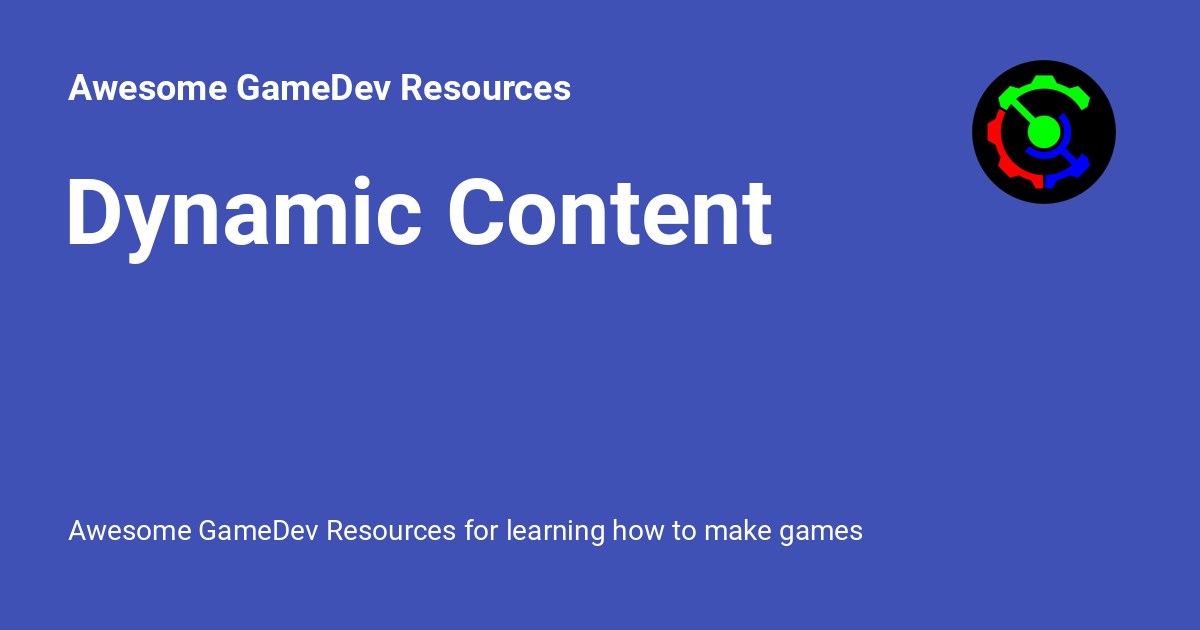 Awesome GameDev Resources
Dynamic Content
Awesome GameDev Resources for learning how to make games